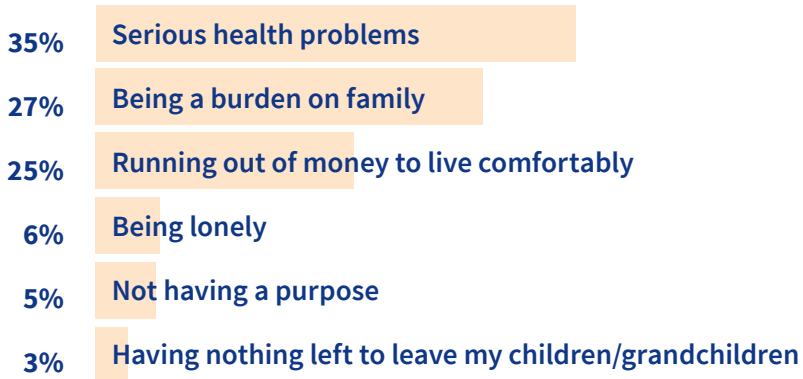 35% Serious health problems
27% Being a burden on family
25% Running out of money to live comfortably
6% Being lonely
5% Not having a purpose
3% Having nothing left to leave my children/grandchildren